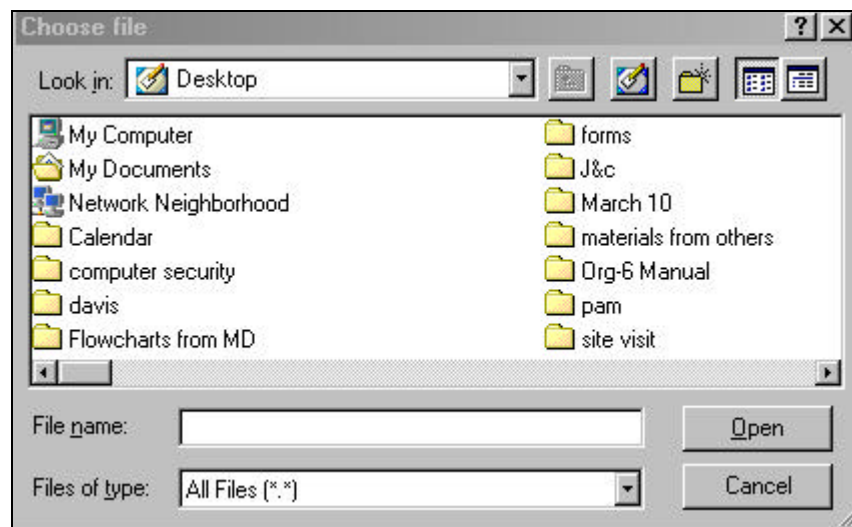 Choose file ? X
Look in: Desktop
My Computer
My Documents
Network Neighborhood
Calendar
computer security
davis
Flowcharts from MD
forms
J&c
March 10
materials from others
Org-6 Manual
pam
site visit
File name: Open
Files of type: All Files (*.*) Cancel